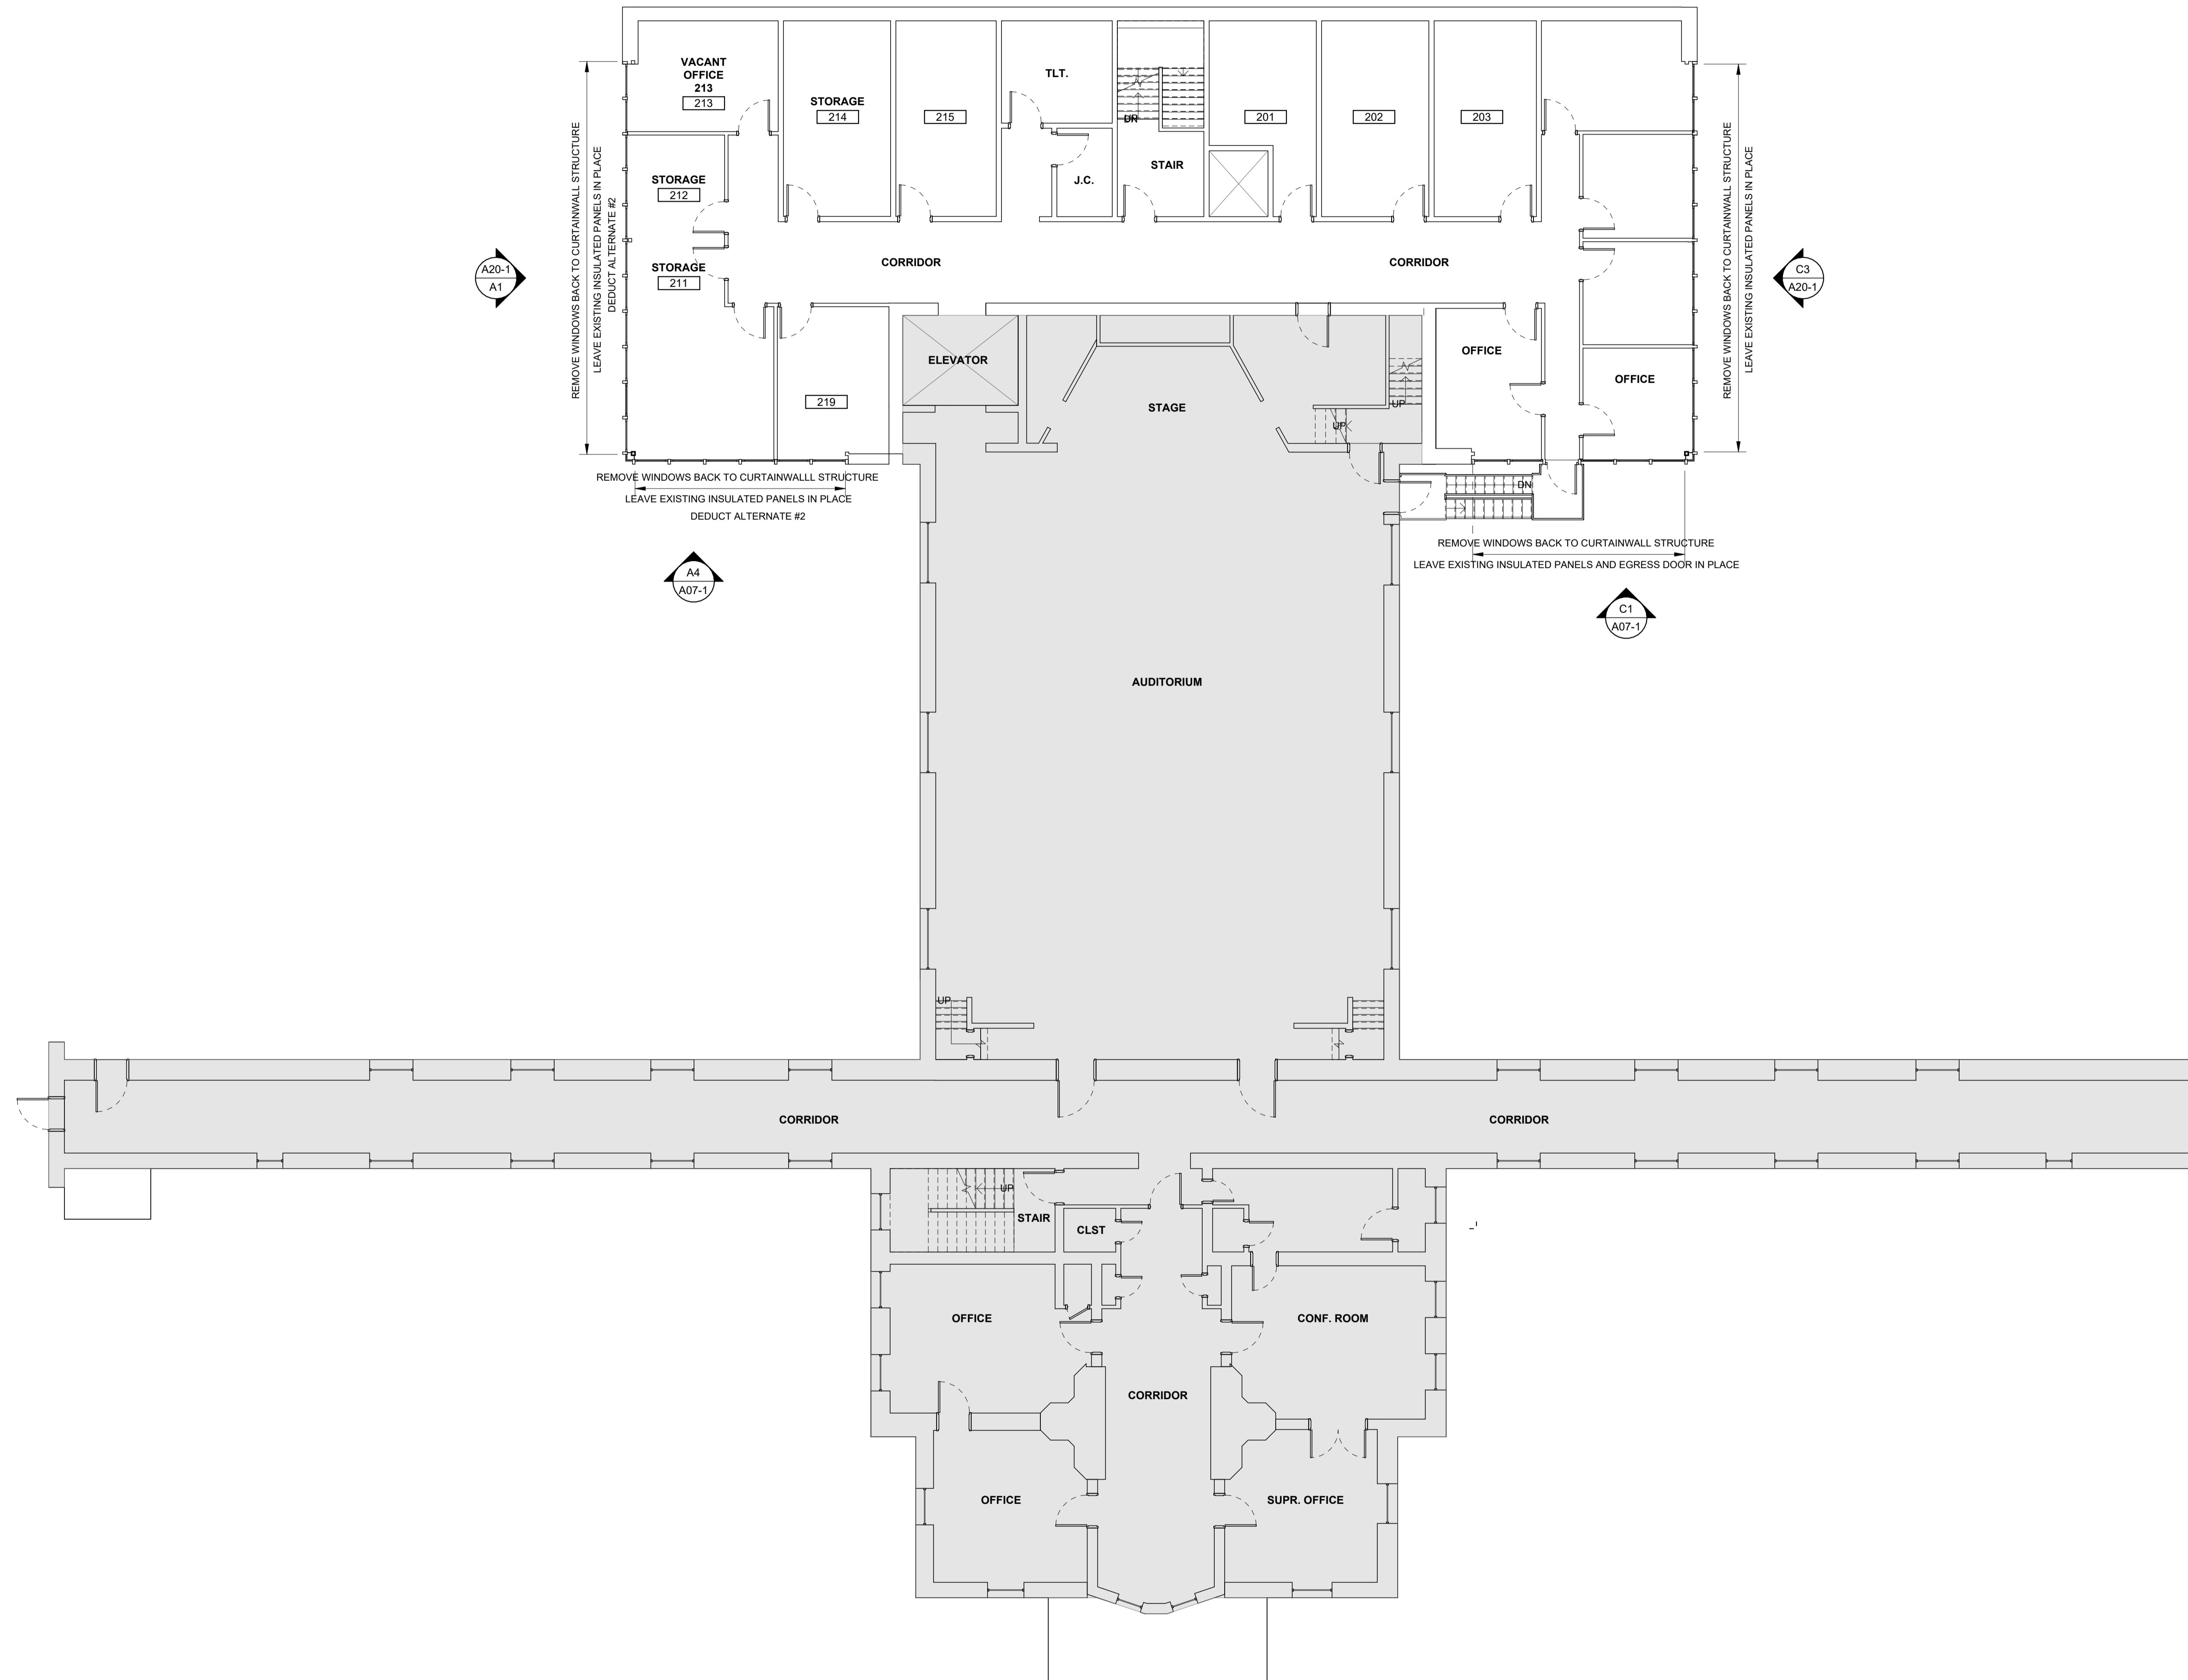 VACANT
OFFICE
213
213
STORAGE
214
215
TLT.
DR
STAIR
J.C.
201
202
203
STORAGE
212
STORAGE
211
CORRIDOR
CORRIDOR
REMOVE WINDOWS BACK TO CURTAINWALL STRUCTURE
LEAVE EXISTING INSULATED PANELS IN PLACE
DEDUCT ALTERNATE #2
REMOVE WINDOWS BACK TO CURTAINWALL STRUCTURE
LEAVE EXISTING INSULATED PANELS IN PLACE
A20-1
A1
C3
A20-1
ELEVATOR
219
STAGE
UP
UP
OFFICE
OFFICE
DN
REMOVE WINDOWS BACK TO CURTAINWALLL STRUCTURE
LEAVE EXISTING INSULATED PANELS IN PLACE
DEDUCT ALTERNATE #2
REMOVE WINDOWS BACK TO CURTAINWALL STRUCTURE
LEAVE EXISTING INSULATED PANELS AND EGRESS DOOR IN PLACE
A4
A07-1
C1
A07-1
AUDITORIUM
UP
CORRIDOR
CORRIDOR
UP
STAIR
CLST
OFFICE
CONF. ROOM
CORRIDOR
OFFICE
SUPR. OFFICE